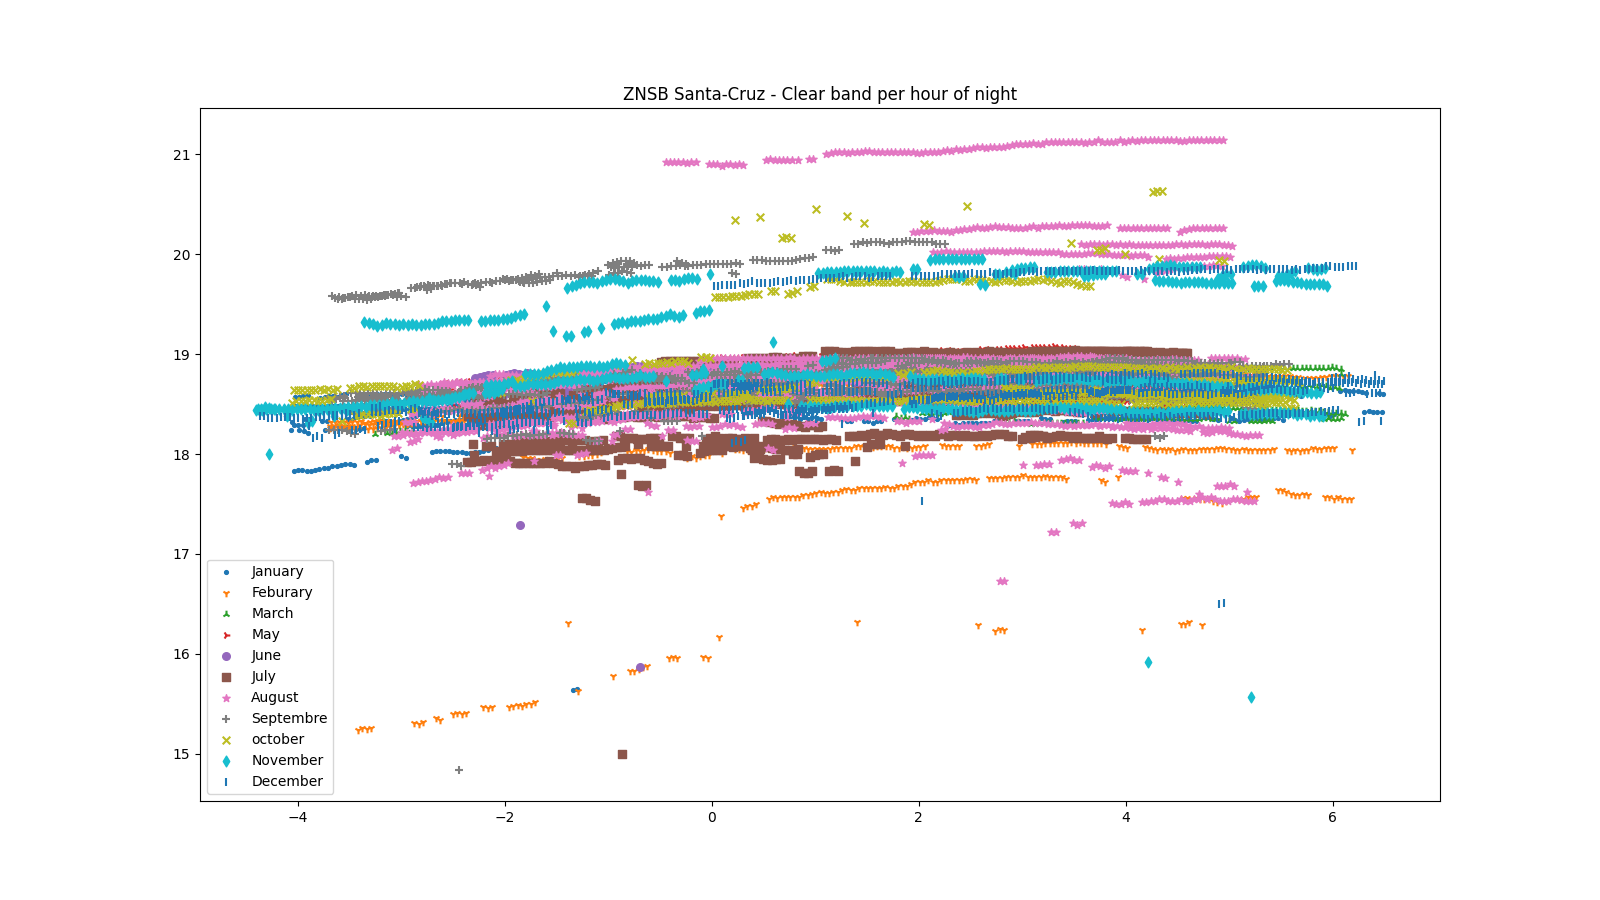 ZNSB Santa-Cruz - Clear band per hour of night
21
20
19
18
17
16
15
January
Feburary
March
May
June
July
August
Septembre
october
November
December
−4
−2
0
2
4
6